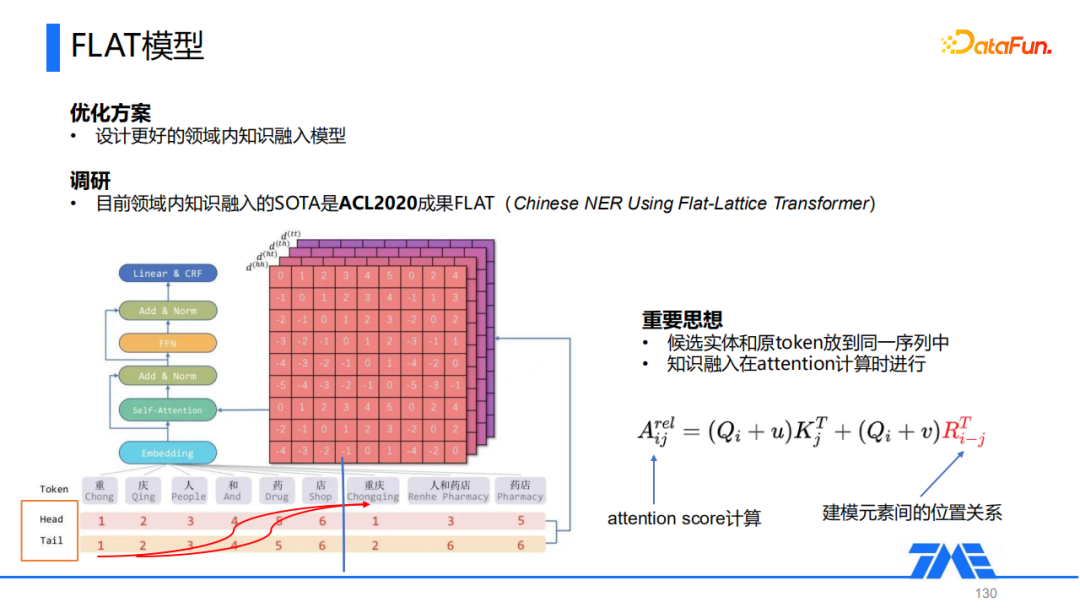 FLAT模型
DataFun.
优化方案
• 设计更好的领域内知识融入模型
调研
• 目前领域内知识融入的SOTA是ACL2020成果FLAT（Chinese NER Using Flat-Lattice Transformer）
d(tt)
d(th)
d(ht)
d(hh)
Linear & CRF
Add & Norm
FFN
Add & Norm
Self-Attention
Embedding
0 1 2 3 4 5 0 2 4
-1 0 1 2 3 4 -1 1 3
-2 -1 0 1 2 3 -2 0 2
-3 -2 -1 0 1 2 -3 -1 1
-4 -3 -2 -1 0 1 -4 -2 0
-5 -4 -3 -2 -1 0 -5 -3 -1
0 1 2 3 4 5 0 2 4
-2 -1 0 1 2 3 -2 0 2
-4 -3 -2 -1 0 1 -4 -2 0
Token 重 庆 人 和 药 店 重庆 人和药店 药店
Chong Qing People And Drug Shop Chongqing Renhe Pharmacy Pharmacy
Head 1 2 3 4 5 6 1 3 5
Tail 1 2 3 4 5 6 2 6 6
重要思想
• 候选实体和原token放到同一序列中
• 知识融入在attention计算时进行
A_{ij}^{rel} = (Q_i + u)K_j^T + (Q_i + v)R_{i-j}^T
attention score计算
建模元素间的位置关系
TME
130